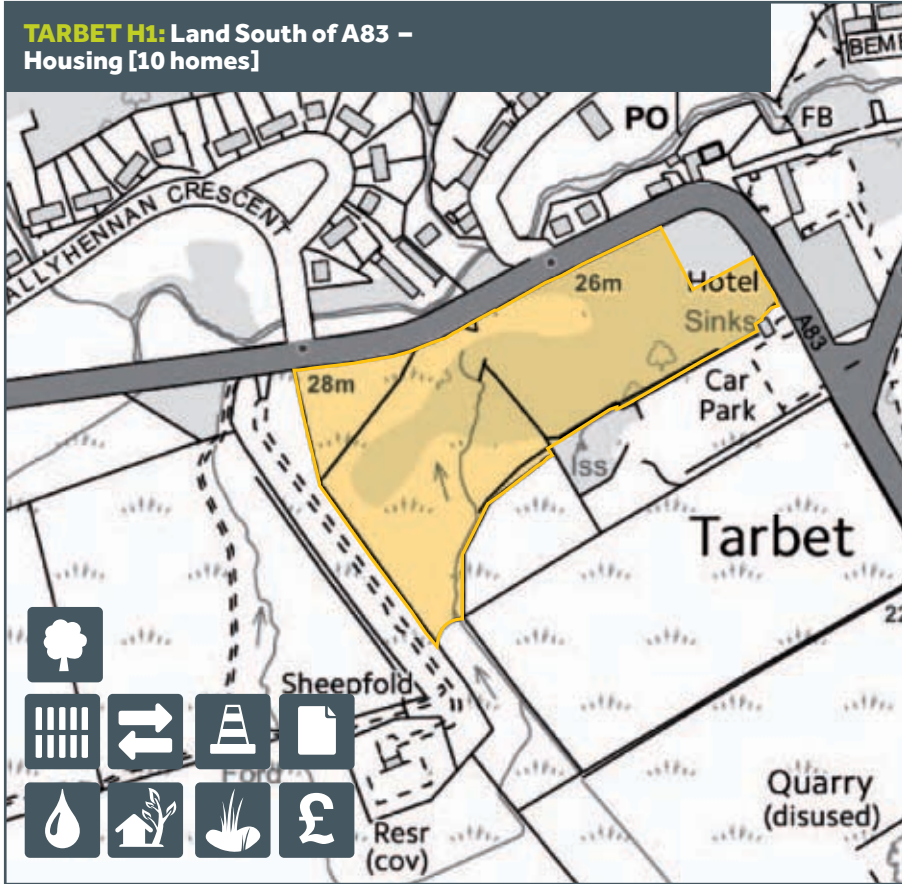 TARBET H1: Land South of A83 –
Housing [10 homes]
PO
FB
ALLYHENNAN CRESCENT
26m
Hotel
Sinks
A83
28m
Car
Park
Iss
Tarbet
22
Sheepfold
Ford
Quarry
(disused)
Resr
(cov)
£